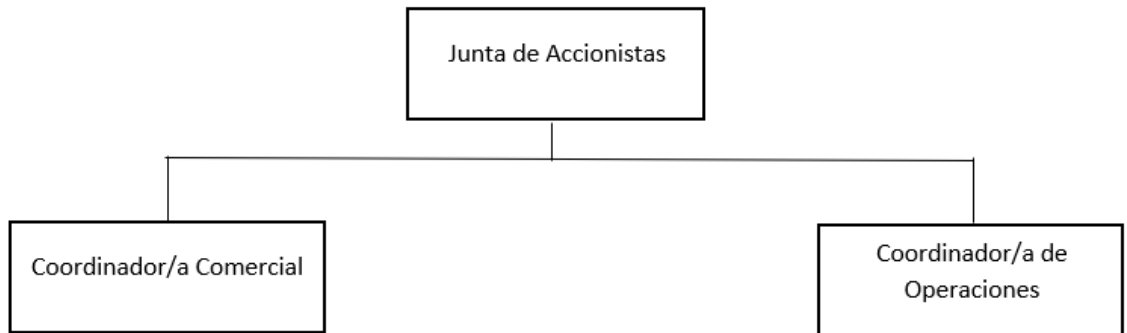 Junta de Accionistas
Coordinador/a Comercial
Coordinador/a de
Operaciones